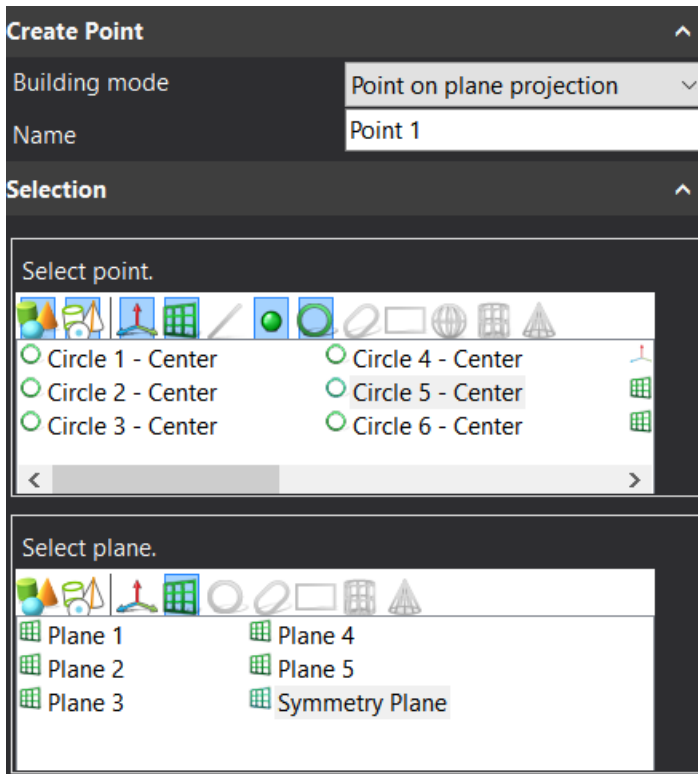 Create Point
Building mode
Point on plane projection
Name
Point 1
Selection
Select point.
Circle 1 - Center
Circle 4 - Center
Circle 2 - Center
Circle 5 - Center
Circle 3 - Center
Circle 6 - Center
Select plane.
Plane 1
Plane 4
Plane 2
Plane 5
Plane 3
Symmetry Plane